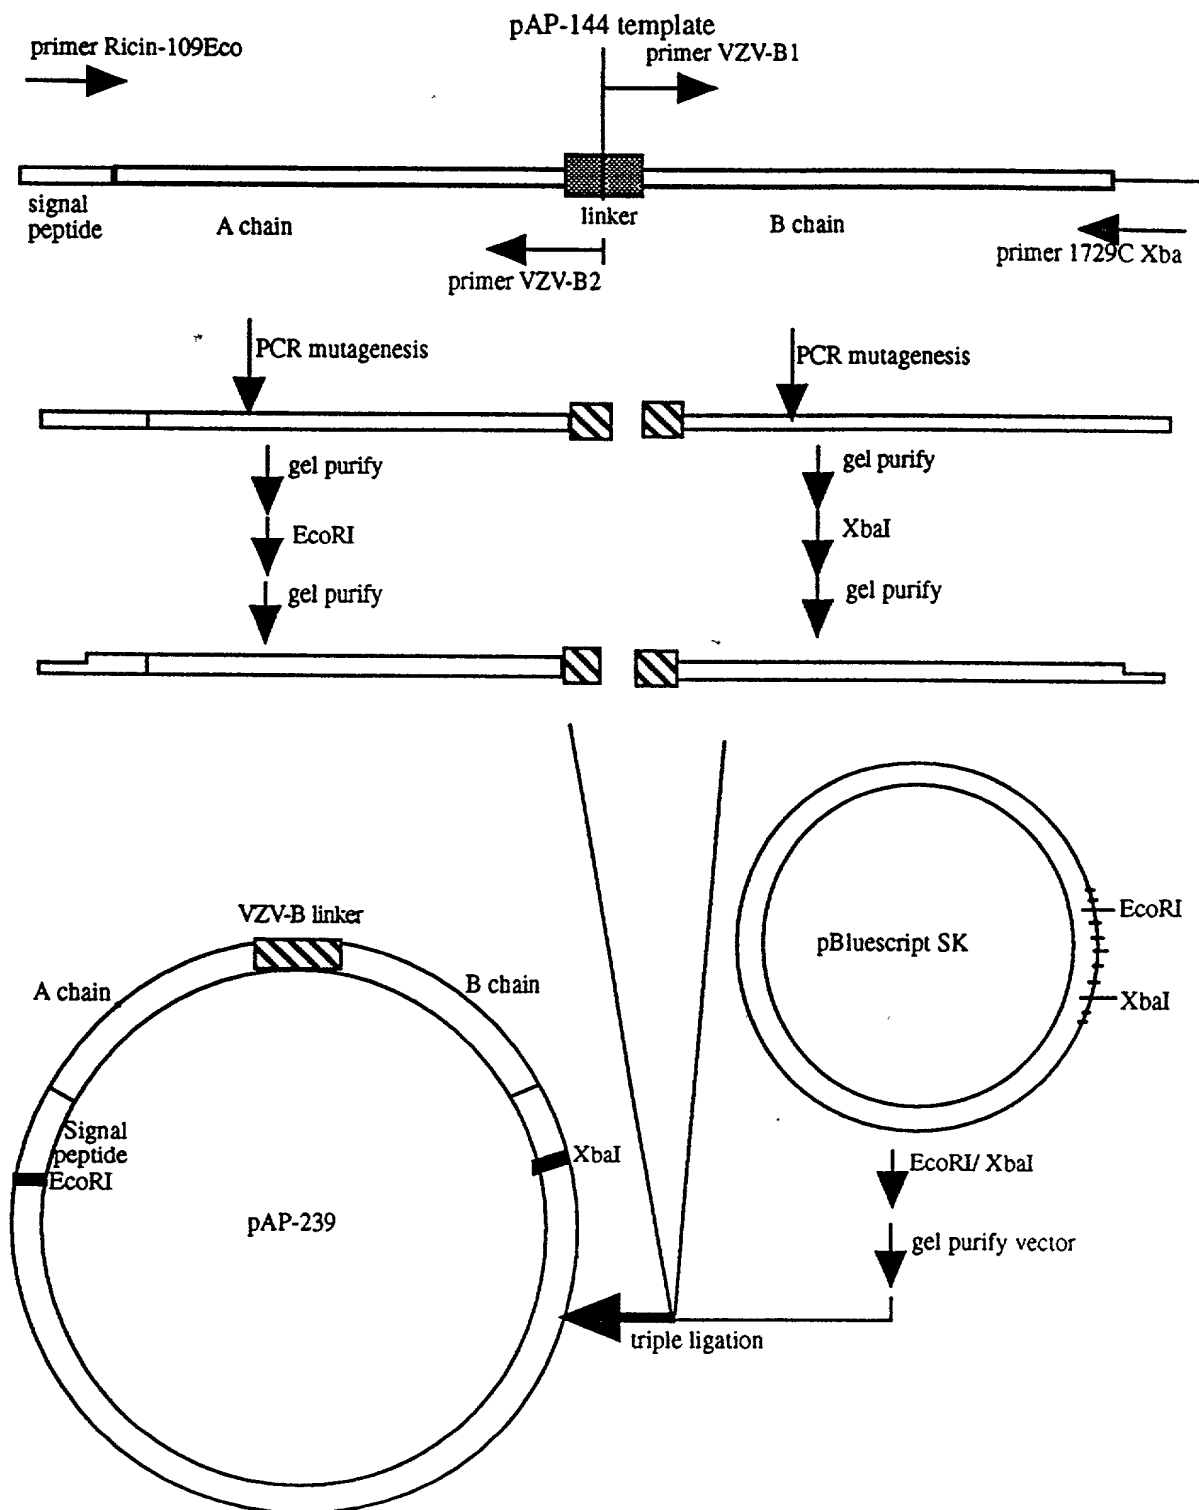 pAP-144 template
primer Ricin-109Eco
primer VZV-B1
signal
peptide
A chain
linker
B chain
primer VZV-B2
primer 1729C Xba
PCR mutagenesis
PCR mutagenesis
gel purify
gel purify
EcoRI
XbaI
gel purify
gel purify
VZV-B linker
A chain
B chain
pBluescript SK
EcoRI
XbaI
Signal
peptide
EcoRI
XbaI
pAP-239
EcoRI/ XbaI
gel purify vector
triple ligation